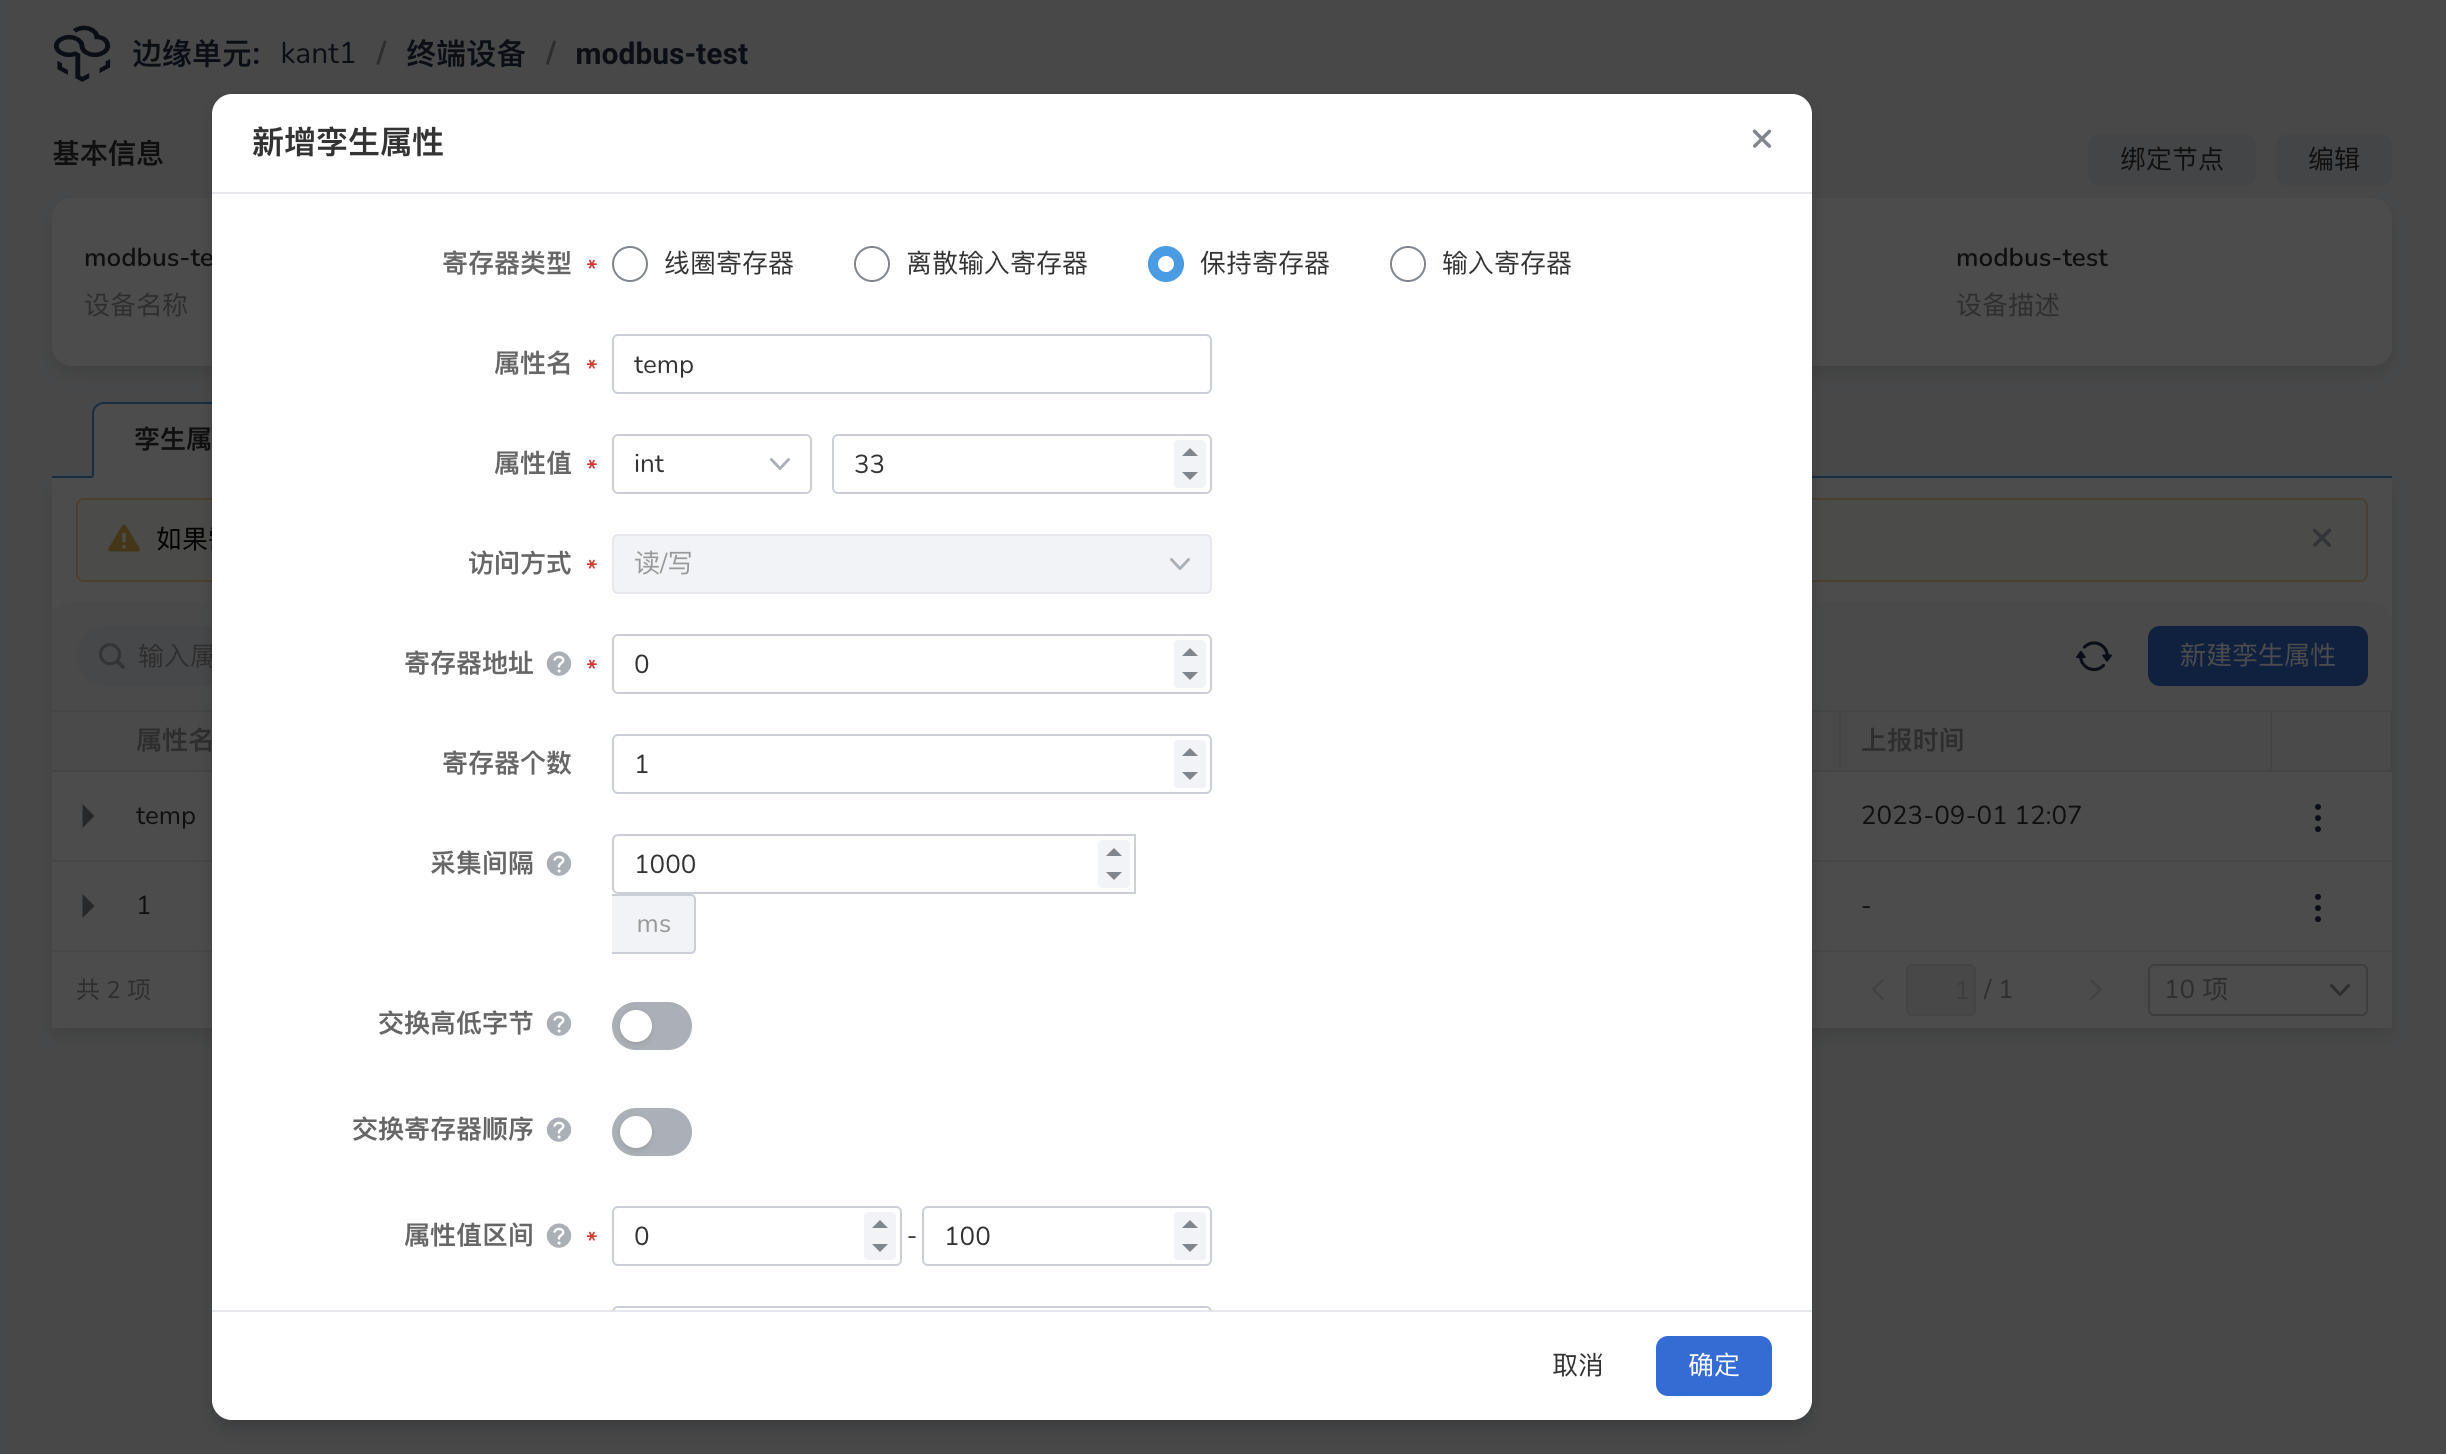 边缘单元: kant1 / 终端设备 / modbus-test
基本信息
绑定节点
编辑
新增孪生属性
modbus-te
设备名称
modbus-test
设备描述
孪生属
如果
输入属
新建孪生属性
属性名
上报时间
temp
2023-09-01 12:07
1
-
共 2 项
1 / 1
10 项
寄存器类型 * 线圈寄存器 离散输入寄存器 保持寄存器 输入寄存器
属性名 * temp
属性值 * int 33
访问方式 * 读/写
寄存器地址 ? * 0
寄存器个数 1
采集间隔 ? 1000
ms
交换高低字节 ?
交换寄存器顺序 ?
属性值区间 ? * 0 - 100
取消
确定